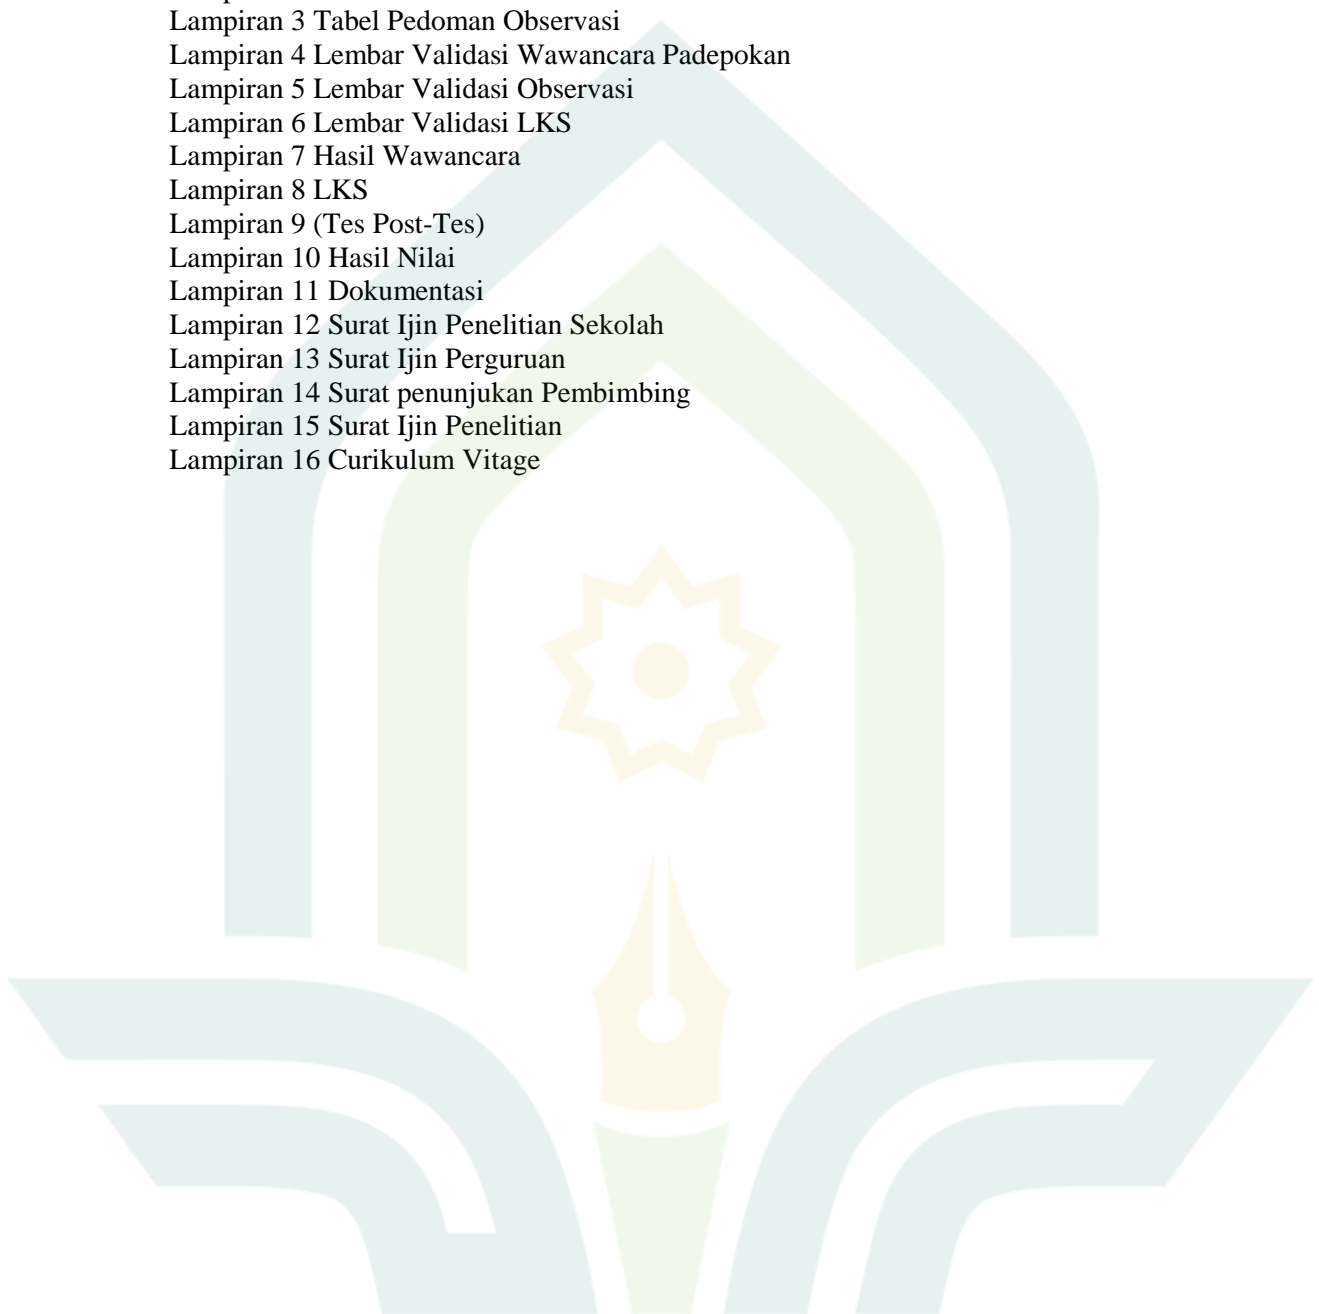 Lampiran 3 Tabel Pedoman Observasi
Lampiran 4 Lembar Validasi Wawancara Padepokan
Lampiran 5 Lembar Validasi Observasi
Lampiran 6 Lembar Validasi LKS
Lampiran 7 Hasil Wawancara
Lampiran 8 LKS
Lampiran 9 (Tes Post-Tes)
Lampiran 10 Hasil Nilai
Lampiran 11 Dokumentasi
Lampiran 12 Surat Ijin Penelitian Sekolah
Lampiran 13 Surat Ijin Perguruan
Lampiran 14 Surat penunjukan Pembimbing
Lampiran 15 Surat Ijin Penelitian
Lampiran 16 Curikulum Vitage